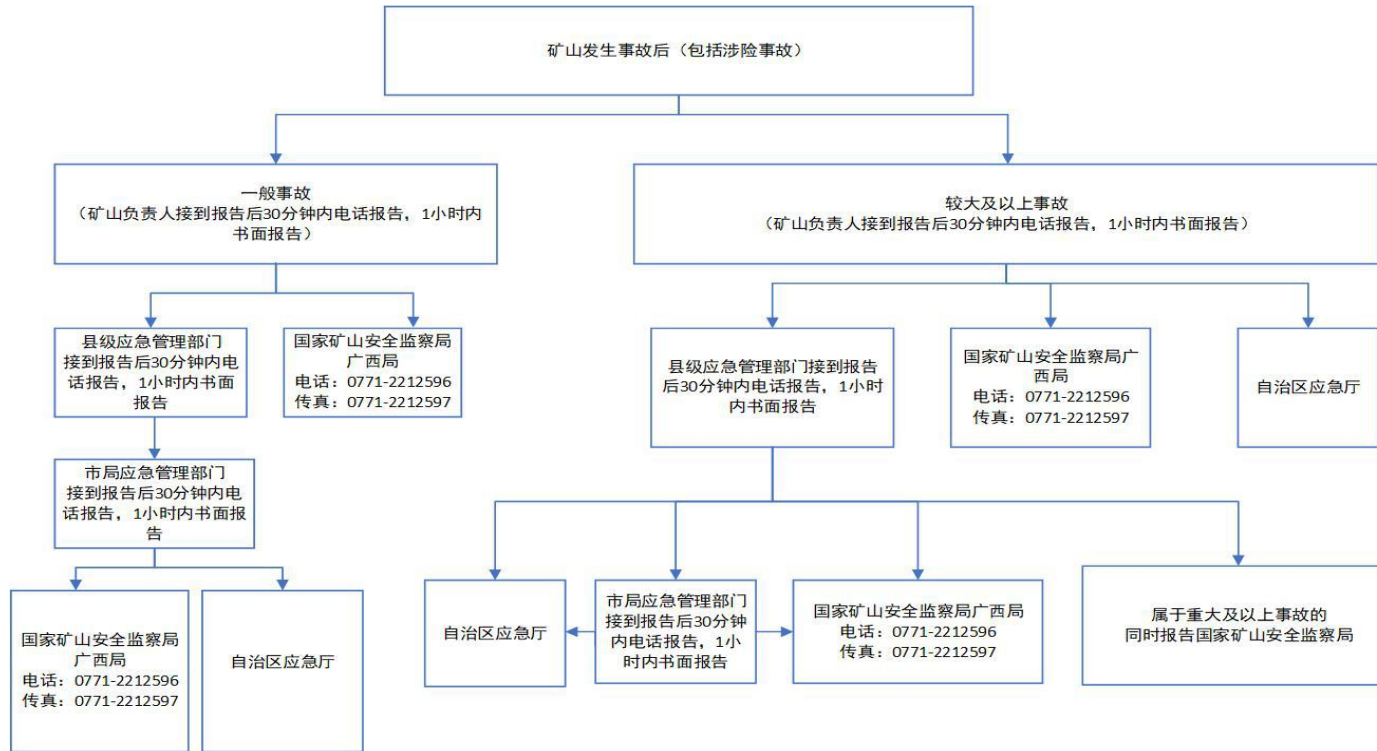 矿山发生事故后（包括涉险事故）
一般事故
（矿山负责人接到报告后30分钟内电话报告，1小时内
书面报告）
较大及以上事故
（矿山负责人接到报告后30分钟内电话报告，1小时内书面报告）
县级应急管理部门
接到报告后30分钟内电
话报告，1小时内书面
报告
国家矿山安全监察局
广西局
电话：0771-2212596
传真：0771-2212597
县级应急管理部门接到报告
后30分钟内电话报告，1小时
内书面报告
国家矿山安全监察局广
西局
电话：0771-2212596
传真：0771-2212597
自治区应急厅
市局应急管理部门
接到报告后30分钟内电
话报告，1小时内书面报
告
国家矿山安全监察局
广西局
电话：0771-2212596
传真：0771-2212597
自治区应急厅
自治区应急厅
市局应急管理部门
接到报告后30分钟
内电话报告，1小
时内书面报告
国家矿山安全监察局广西局
电话：0771-2212596
传真：0771-2212597
属于重大及以上事故的
同时报告国家矿山安全监察局